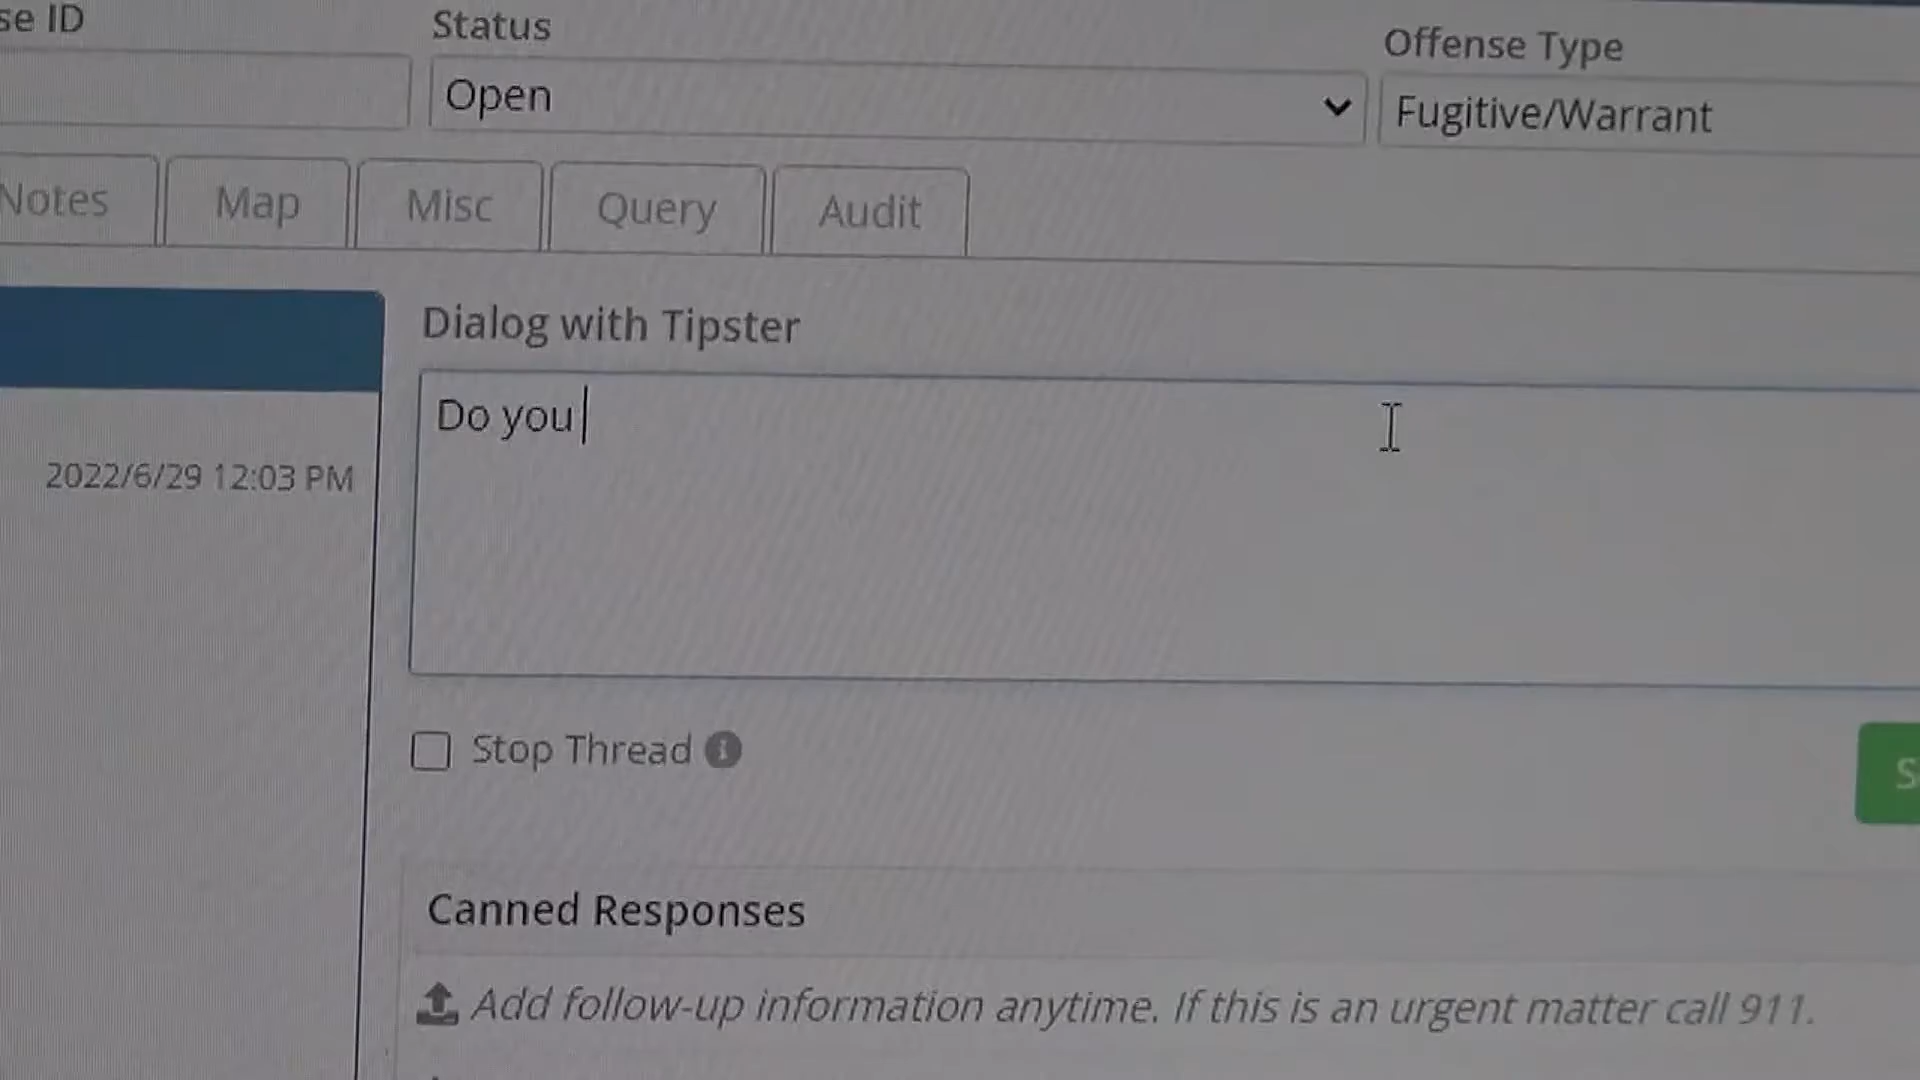 se ID
Status
Offense Type
Open
Fugitive/Warrant
Notes
Map
Misc
Query
Audit
Dialog with Tipster
Do you
2022/6/29 12:03 PM
Stop Thread
S
Canned Responses
Add follow-up information anytime. If this is an urgent matter call 911.